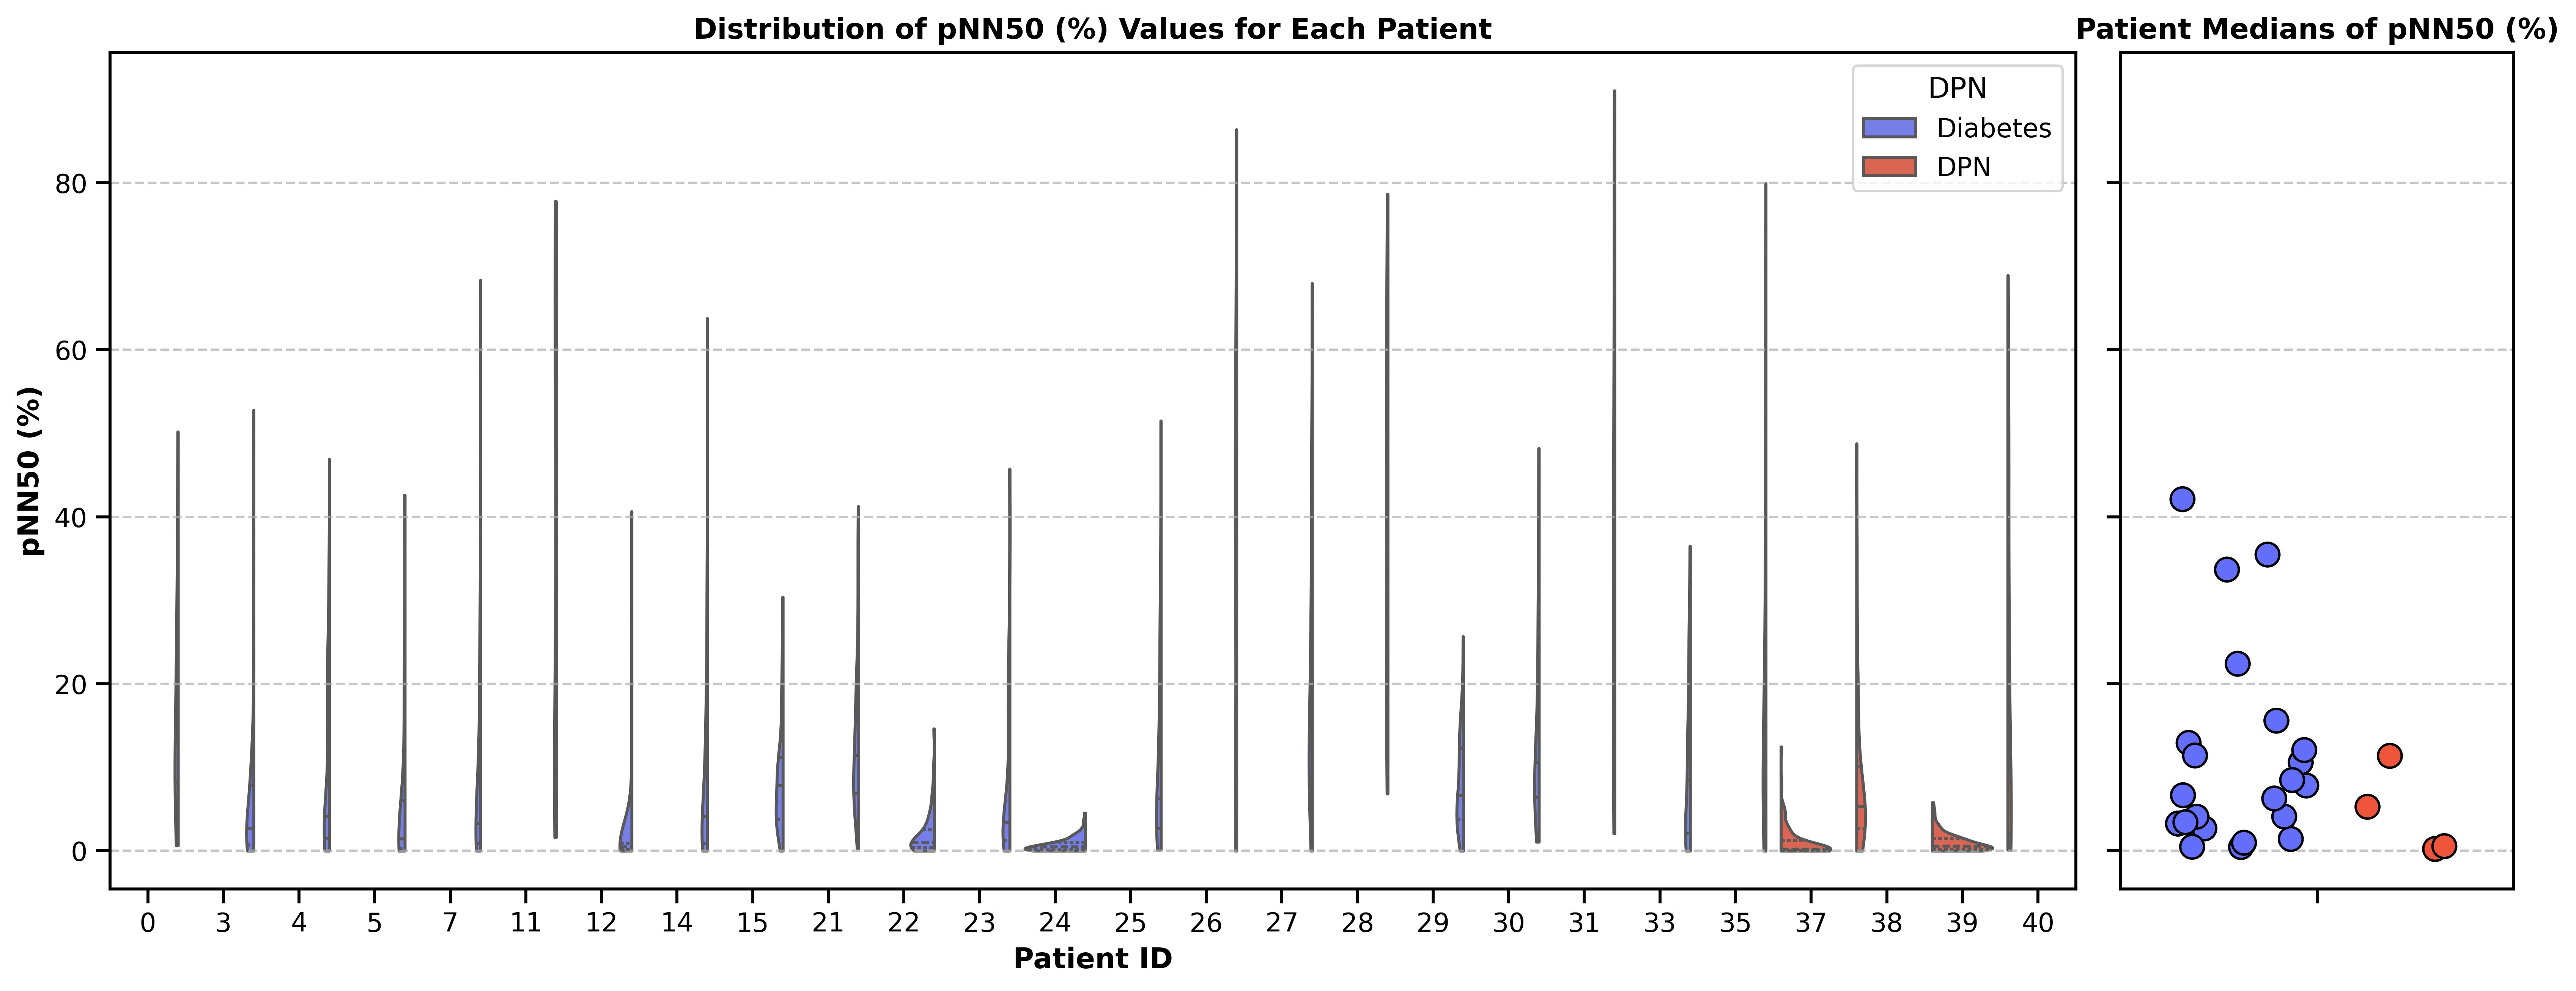 Distribution of pNN50 (%) Values for Each Patient
Patient Medians of pNN50 (%)
DPN
Diabetes
DPN
80
60
40
20
0
pNN50 (%)
0 3 4 5 7 11 12 14 15 21 22 23 24 25 26 27 28 29 30 31 33 35 37 38 39 40
Patient ID